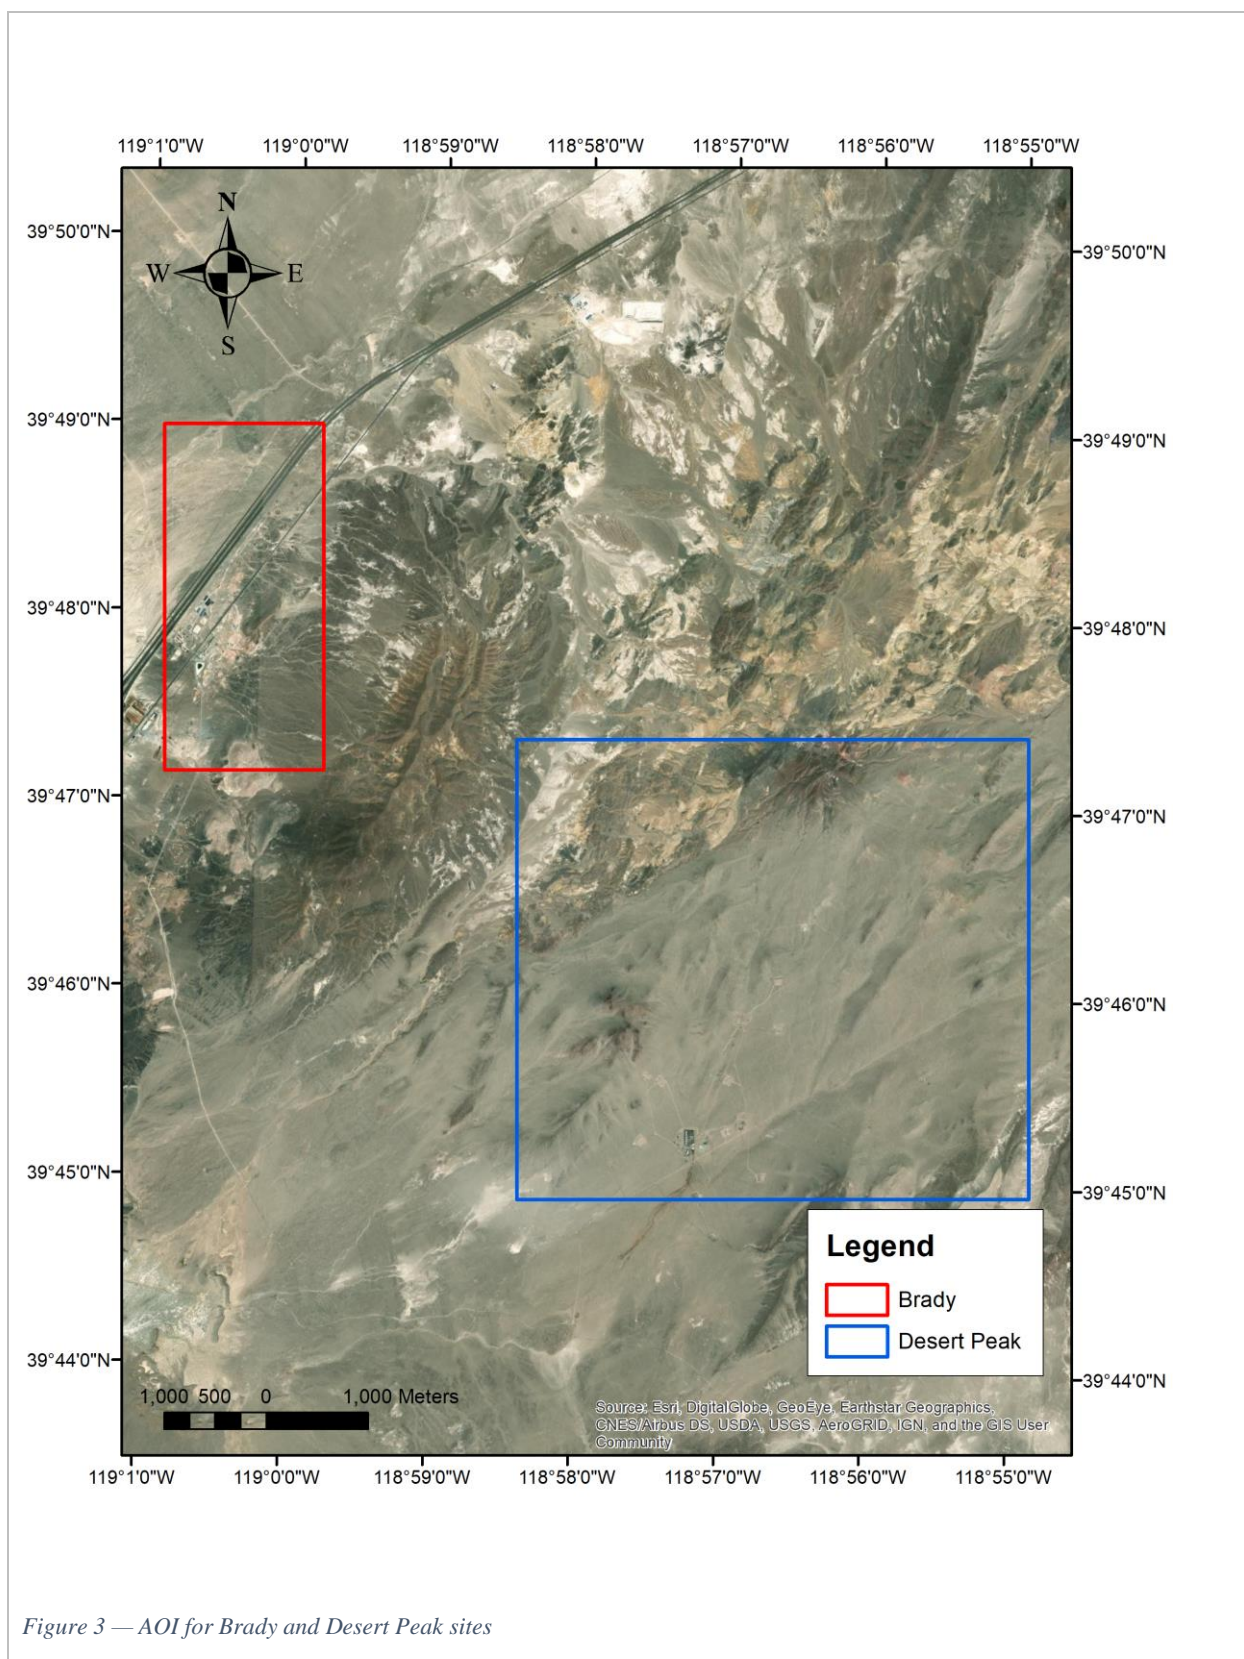 119°1'0"W 119°0'0"W 118°59'0"W 118°58'0"W 118°57'0"W 118°56'0"W 118°55'0"W
N
39°50'0"N
39°50'0"N
W E
S
39°49'0"N
39°49'0"N
39°48'0"N
39°48'0"N
39°47'0"N
39°47'0"N
39°46'0"N
39°46'0"N
39°45'0"N
39°45'0"N
Legend
Brady
Desert Peak
39°44'0"N
39°44'0"N
1,000 500 0 1,000 Meters
Source: Esri, DigitalGlobe, GeoEye, Earthstar Geographics,
CNES/Airbus DS, USDA, USGS, AeroGRID, IGN, and the GIS User
Community
119°1'0"W 119°0'0"W 118°59'0"W 118°58'0"W 118°57'0"W 118°56'0"W 118°55'0"W
Figure 3 — AOI for Brady and Desert Peak sites